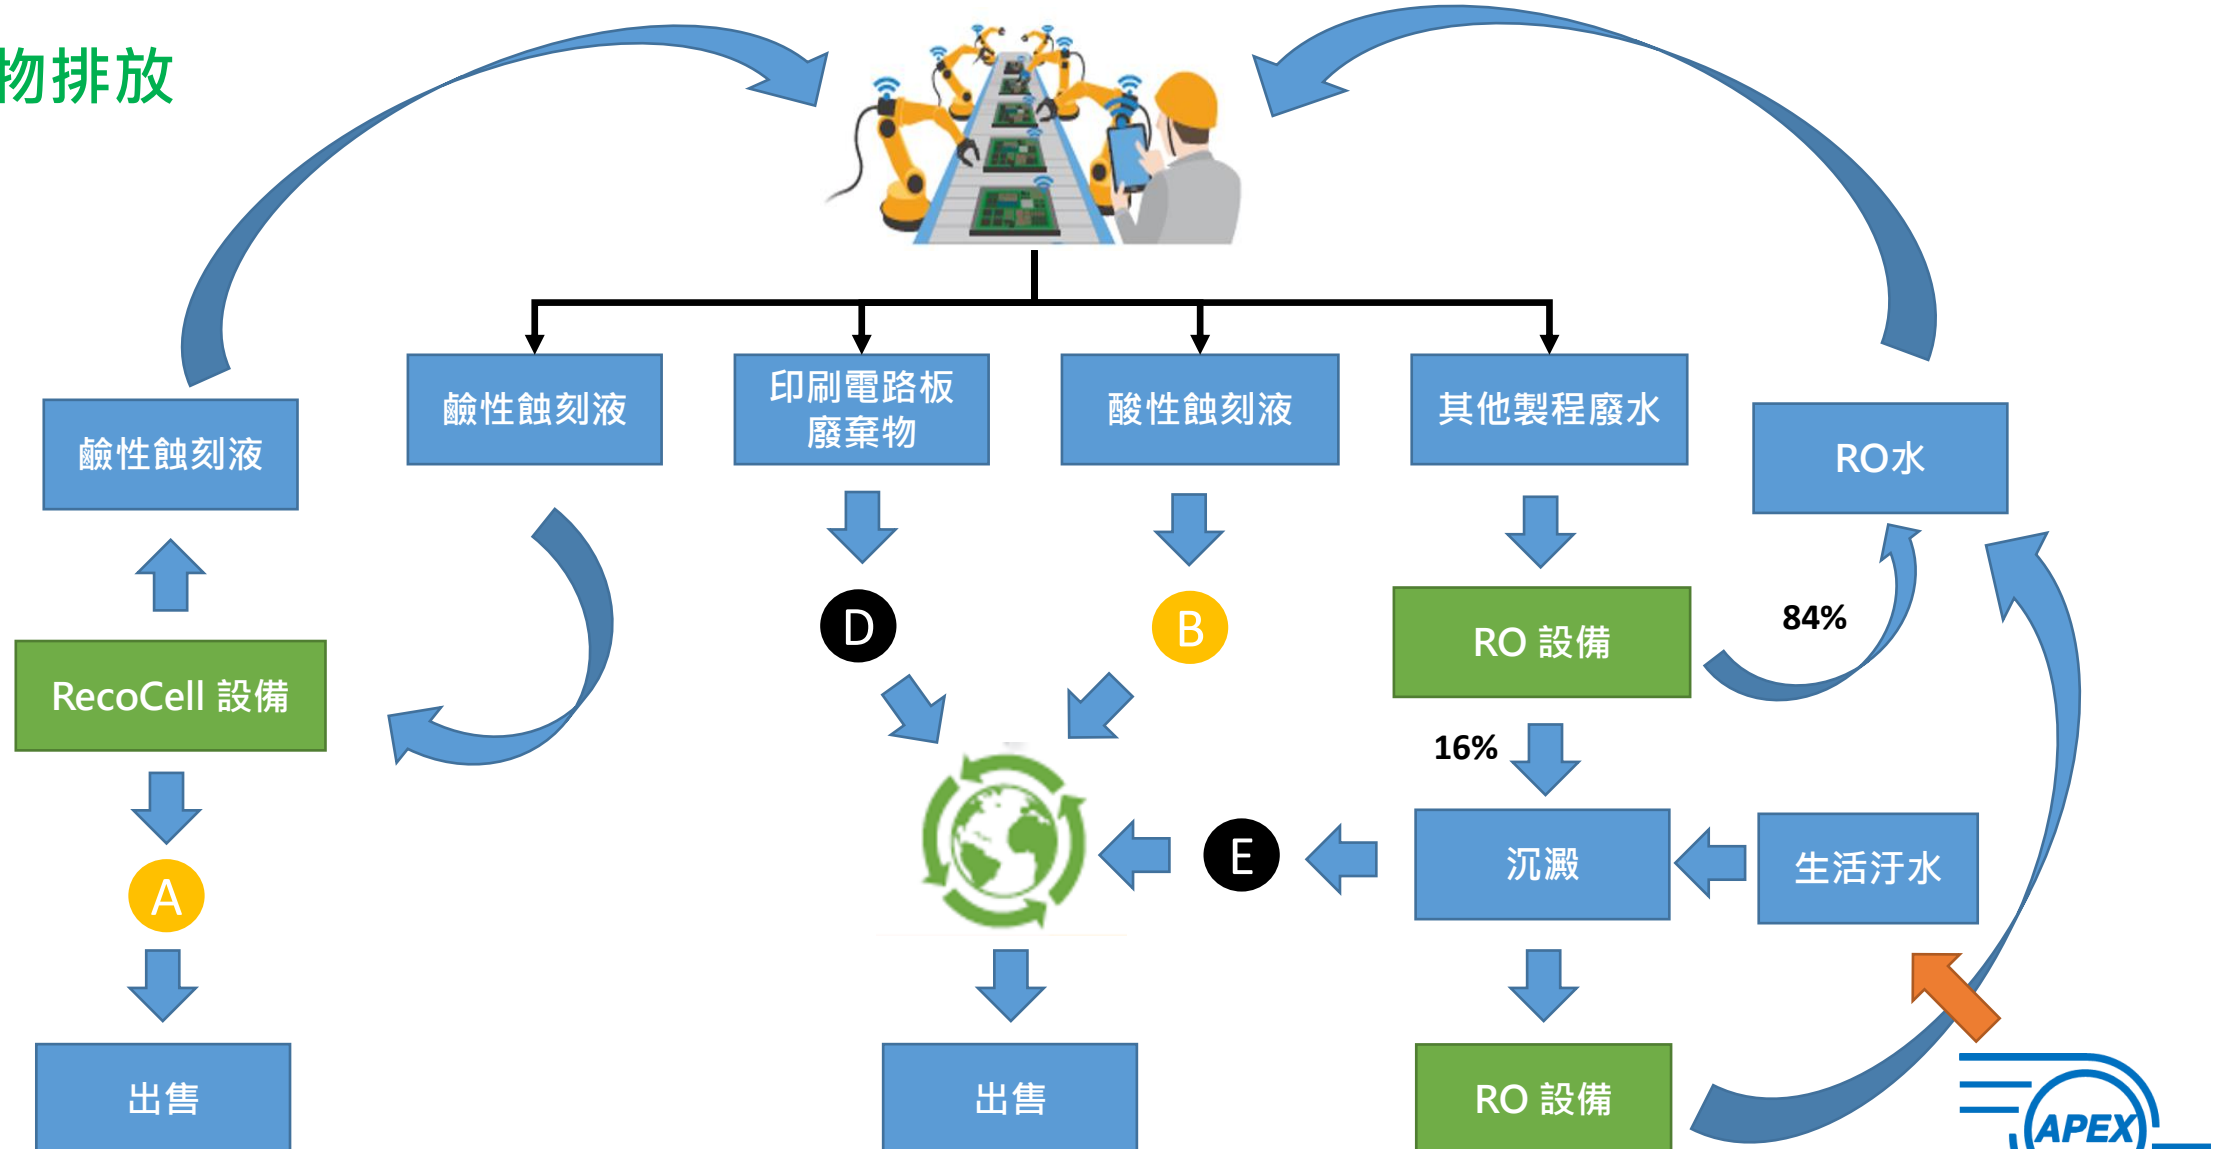 物排放
鹼性蝕刻液
印刷電路板
廢棄物
酸性蝕刻液
其他製程廢水
鹼性蝕刻液
RO水
D
B
RO 設備
84%
RecoCell 設備
16%
E
沉澱
生活汙水
A
出售
出售
RO 設備
APEX